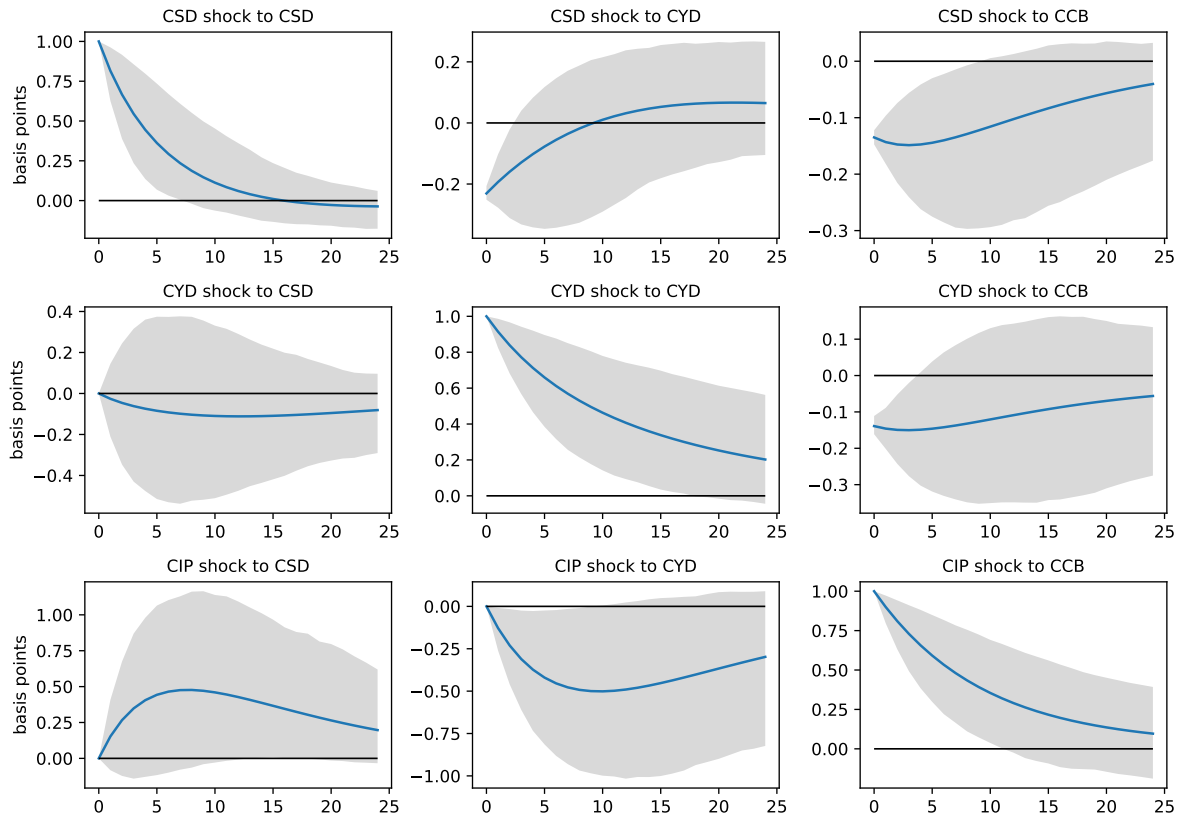 CSD shock to CSD
CSD shock to CYD
CSD shock to CCB
basis points
1.00
0.75
0.50
0.25
0.00
0 5 10 15 20 25
0.2
0.0
−0.2
0 5 10 15 20 25
0.0
−0.1
−0.2
−0.3
0 5 10 15 20 25
CYD shock to CSD
CYD shock to CYD
CYD shock to CCB
basis points
0.4
0.2
0.0
−0.2
−0.4
0 5 10 15 20 25
1.0
0.8
0.6
0.4
0.2
0.0
0 5 10 15 20 25
0.1
0.0
−0.1
−0.2
−0.3
0 5 10 15 20 25
CIP shock to CSD
CIP shock to CYD
CIP shock to CCB
basis points
1.00
0.75
0.50
0.25
0.00
0 5 10 15 20 25
0.00
−0.25
−0.50
−0.75
−1.00
0 5 10 15 20 25
1.00
0.75
0.50
0.25
0.00
0 5 10 15 20 25